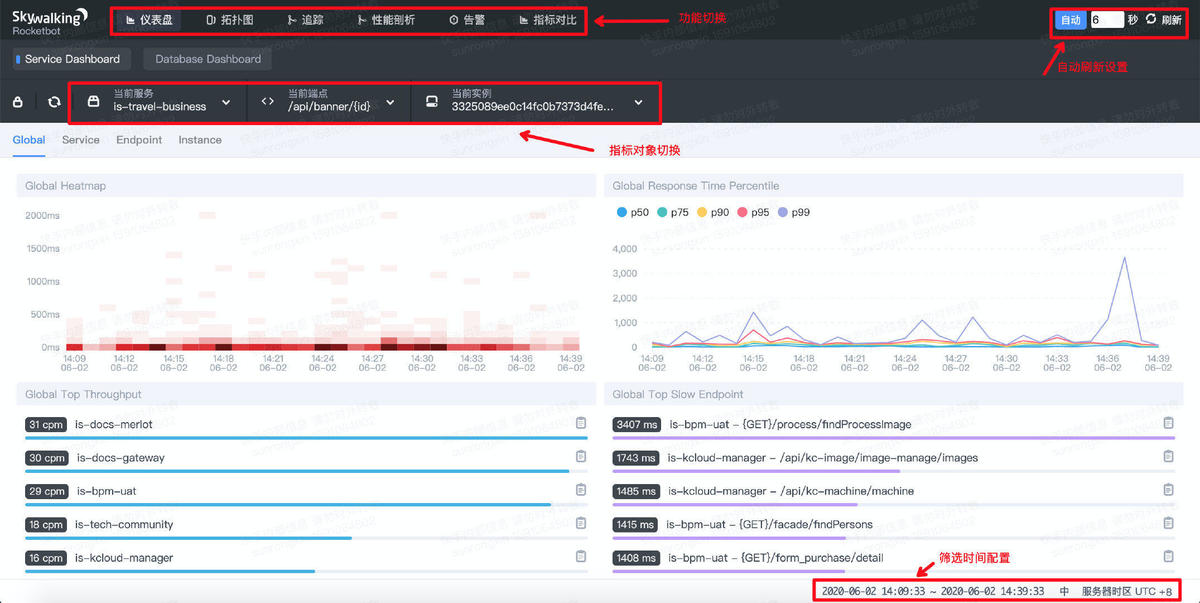 Skywalking
Rocketbot
仪表盘
拓扑图
追踪
性能剖析
告警
指标对比
功能切换
自动
6
秒
刷新
自动刷新设置
Service Dashboard
Database Dashboard
当前服务
is-travel-business
当前端点
/api/banner/{id}
当前实例
3325089ee0c14fc0b7373d4fe...
指标对象切换
Global
Service
Endpoint
Instance
Global Heatmap
2000ms
1500ms
1000ms
500ms
0ms
14:09 14:12 14:15 14:18 14:21 14:24 14:27 14:30 14:33 14:36 14:39
06-02 06-02 06-02 06-02 06-02 06-02 06-02 06-02 06-02 06-02 06-02
Global Response Time Percentile
p50 p75 p90 p95 p99
4,000
3,000
2,000
1,000
0
14:09 14:12 14:15 14:18 14:21 14:24 14:27 14:30 14:33 14:36 14:39
06-02 06-02 06-02 06-02 06-02 06-02 06-02 06-02 06-02 06-02 06-02
Global Top Throughput
31 cpm is-docs-merlot
30 cpm is-docs-gateway
29 cpm is-bpm-uat
18 cpm is-tech-community
16 cpm is-kcloud-manager
Global Top Slow Endpoint
3407 ms is-bpm-uat - {GET}/process/findProcessImage
1743 ms is-kcloud-manager - /api/kc-image/image-manage/images
1485 ms is-kcloud-manager - /api/kc-machine/machine
1415 ms is-bpm-uat - {GET}/facade/findPersons
1408 ms is-bpm-uat - {GET}/form_purchase/detail
筛选时间配置
2020-06-02 14:09:33 ~ 2020-06-02 14:39:33
中
服务器时区 UTC +8
快手内部信息 请勿对外转载
sunrongxin 1591064802